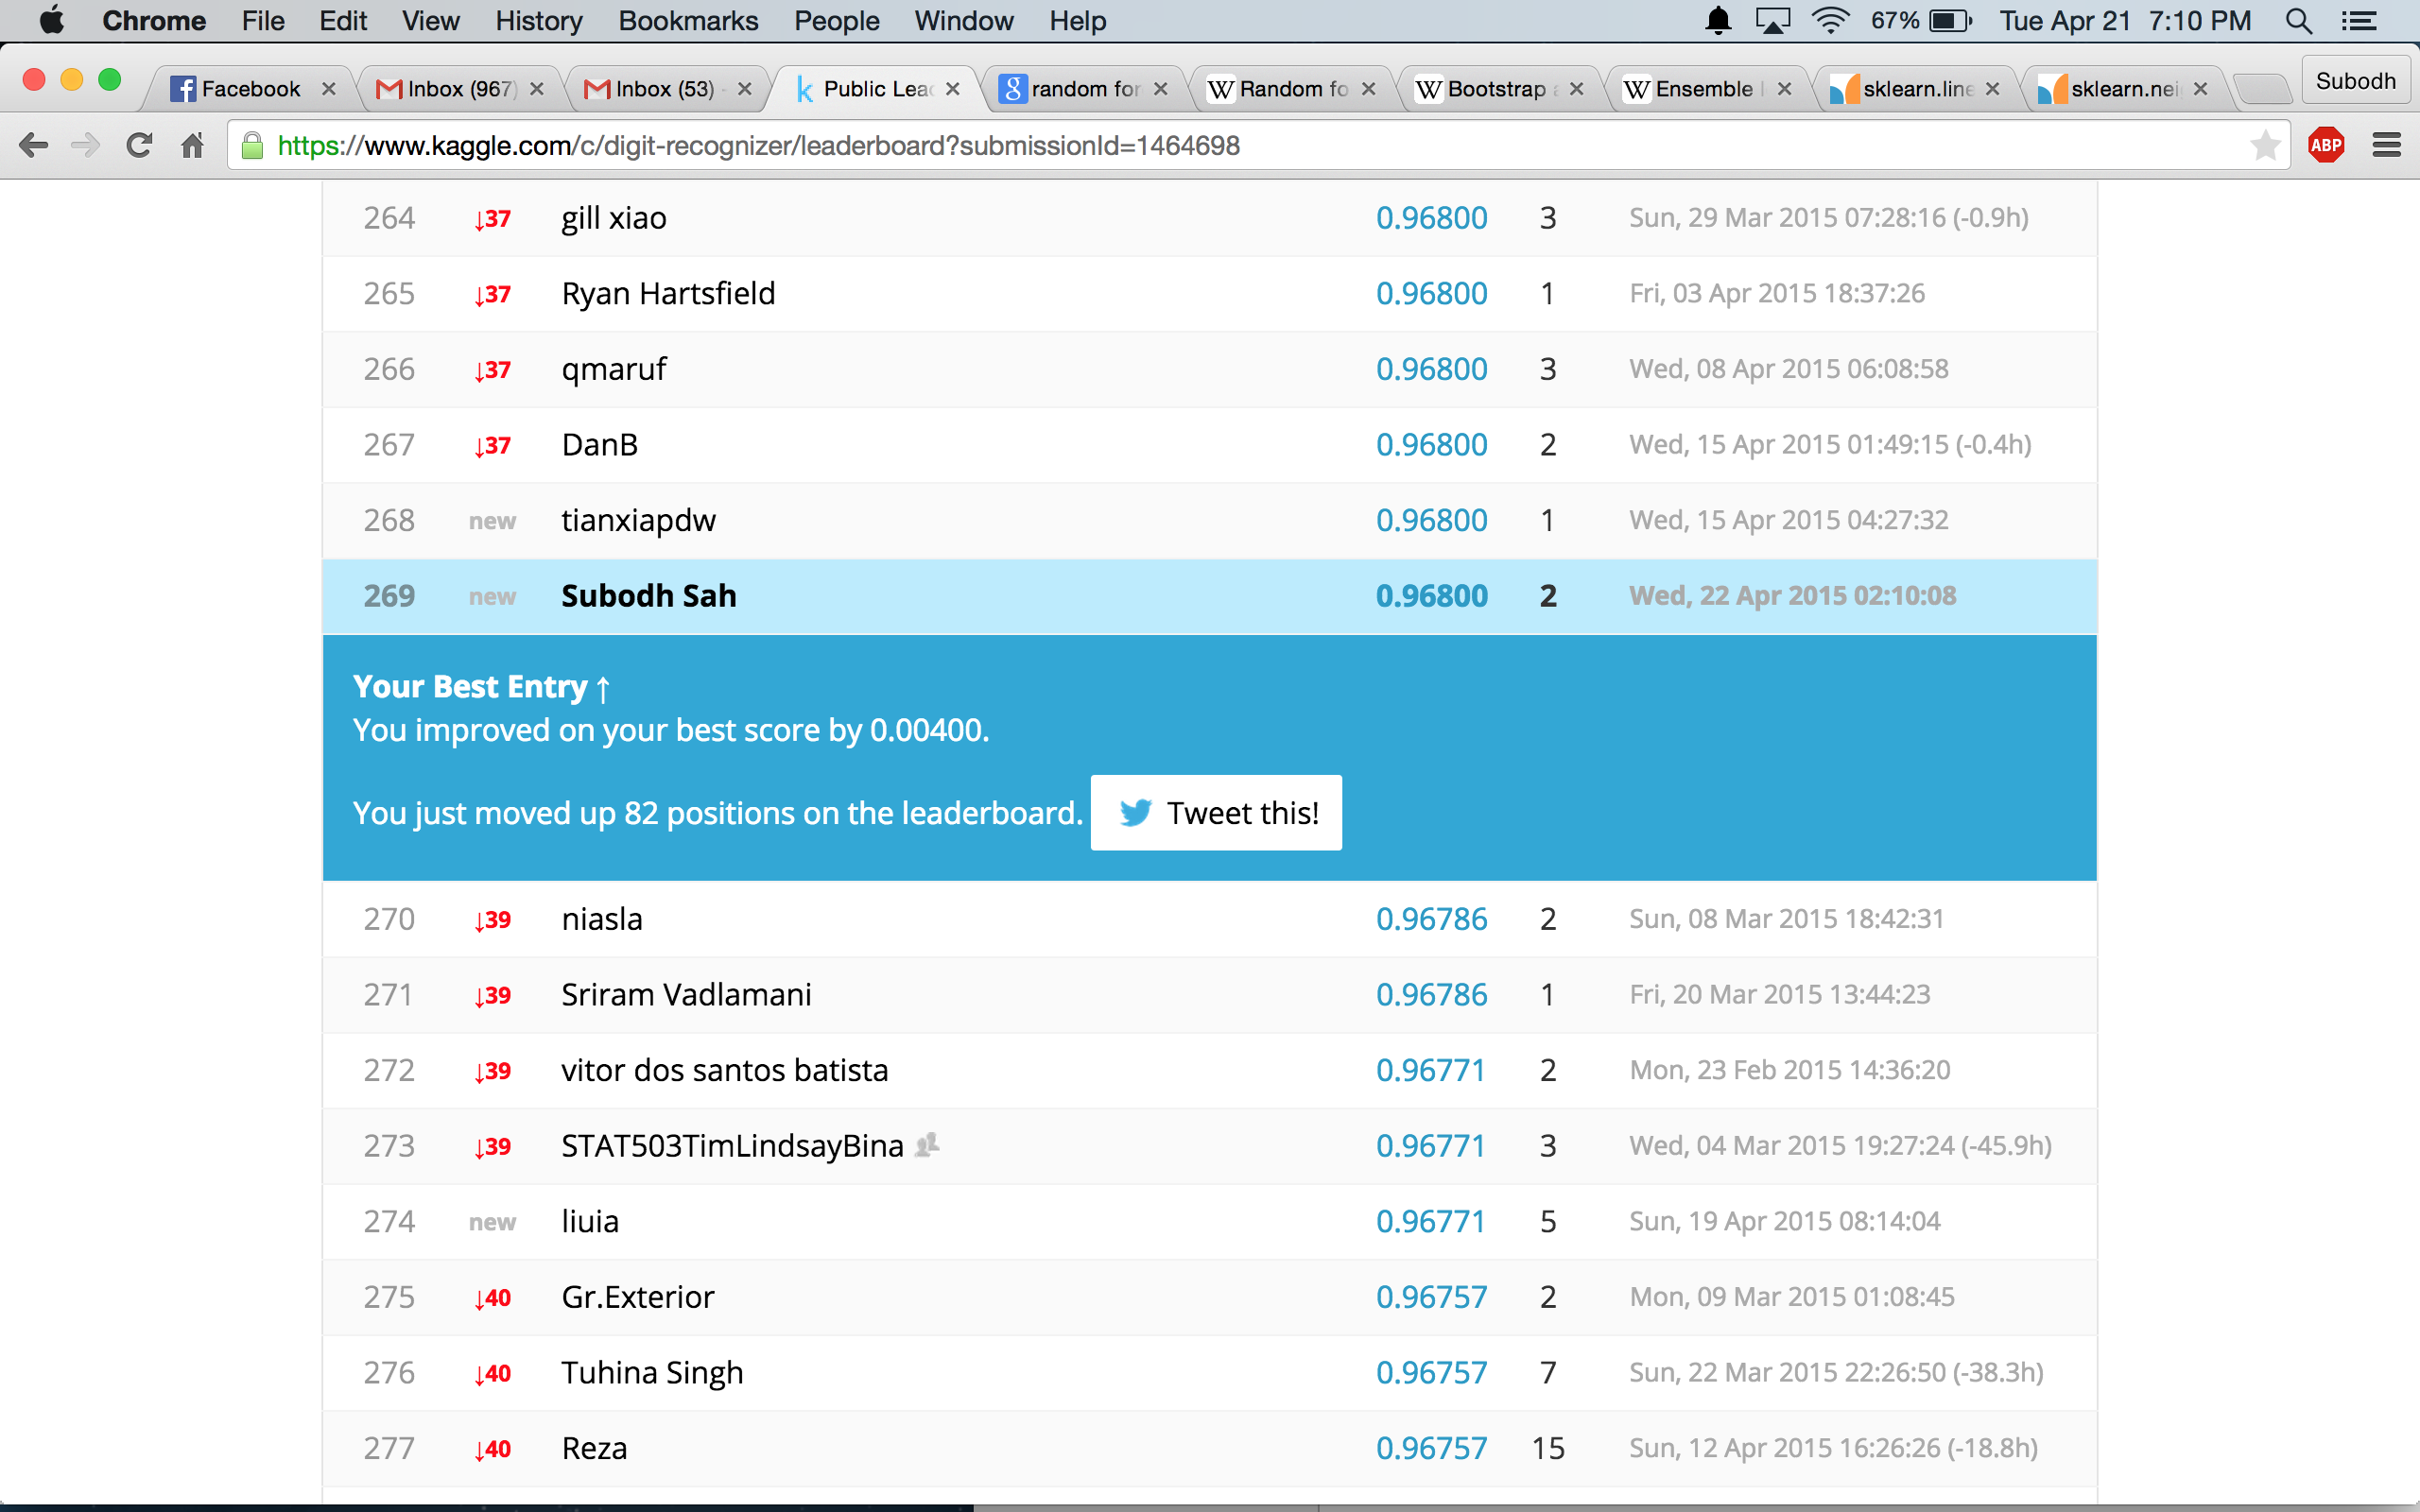 Chrome File Edit View History Bookmarks People Window Help 67% Tue Apr 21 7:10 PM
Facebook Inbox (967) Inbox (53) - Public Lea random for Random fo Bootstrap a Ensemble sklearn.line sklearn.nei Subodh
https://www.kaggle.com/c/digit-recognizer/leaderboard?submissionId=1464698 ABP
264 ↓37 gill xiao 0.96800 3 Sun, 29 Mar 2015 07:28:16 (-0.9h)
265 ↓37 Ryan Hartsfield 0.96800 1 Fri, 03 Apr 2015 18:37:26
266 ↓37 qmaruf 0.96800 3 Wed, 08 Apr 2015 06:08:58
267 ↓37 DanB 0.96800 2 Wed, 15 Apr 2015 01:49:15 (-0.4h)
268 new tianxiapdw 0.96800 1 Wed, 15 Apr 2015 04:27:32
269 new Subodh Sah 0.96800 2 Wed, 22 Apr 2015 02:10:08
Your Best Entry ↑
You improved on your best score by 0.00400.
You just moved up 82 positions on the leaderboard. Tweet this!
270 ↓39 niasla 0.96786 2 Sun, 08 Mar 2015 18:42:31
271 ↓39 Sriram Vadlamani 0.96786 1 Fri, 20 Mar 2015 13:44:23
272 ↓39 vitor dos santos batista 0.96771 2 Mon, 23 Feb 2015 14:36:20
273 ↓39 STAT503TimLindsayBina 0.96771 3 Wed, 04 Mar 2015 19:27:24 (-45.9h)
274 new liuia 0.96771 5 Sun, 19 Apr 2015 08:14:04
275 ↓40 Gr.Exterior 0.96757 2 Mon, 09 Mar 2015 01:08:45
276 ↓40 Tuhina Singh 0.96757 7 Sun, 22 Mar 2015 22:26:50 (-38.3h)
277 ↓40 Reza 0.96757 15 Sun, 12 Apr 2015 16:26:26 (-18.8h)